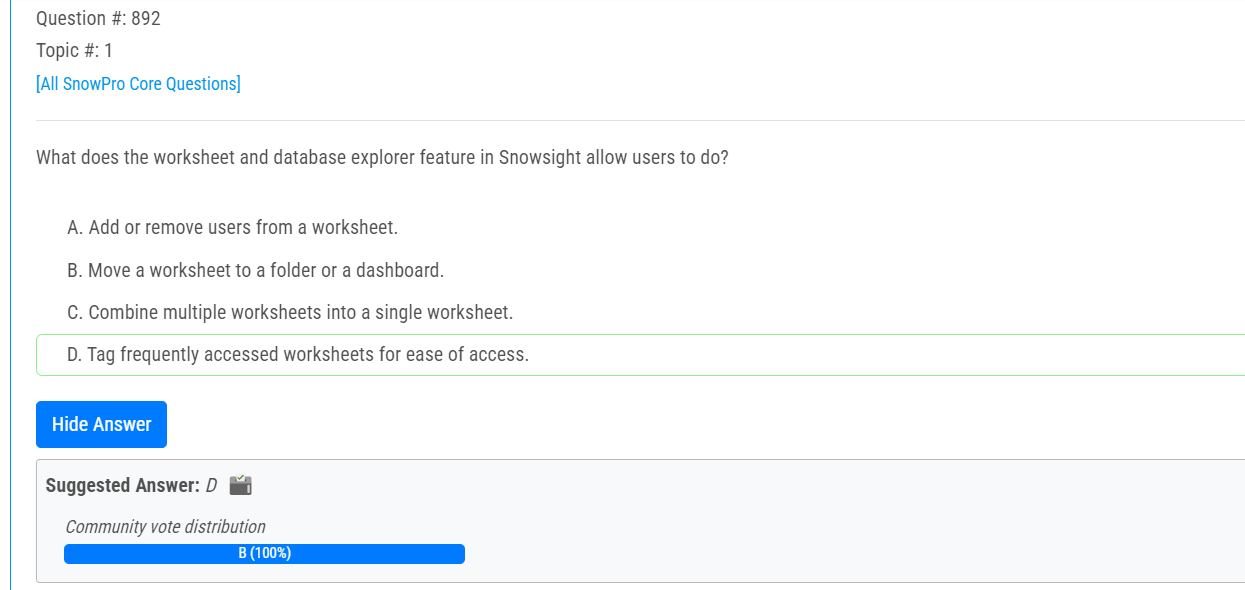 Question #: 892
Topic #: 1
[All SnowPro Core Questions]
What does the worksheet and database explorer feature in Snowsight allow users to do?
A. Add or remove users from a worksheet.
B. Move a worksheet to a folder or a dashboard.
C. Combine multiple worksheets into a single worksheet.
D. Tag frequently accessed worksheets for ease of access.
Hide Answer
Suggested Answer: D
Community vote distribution
B (100%)